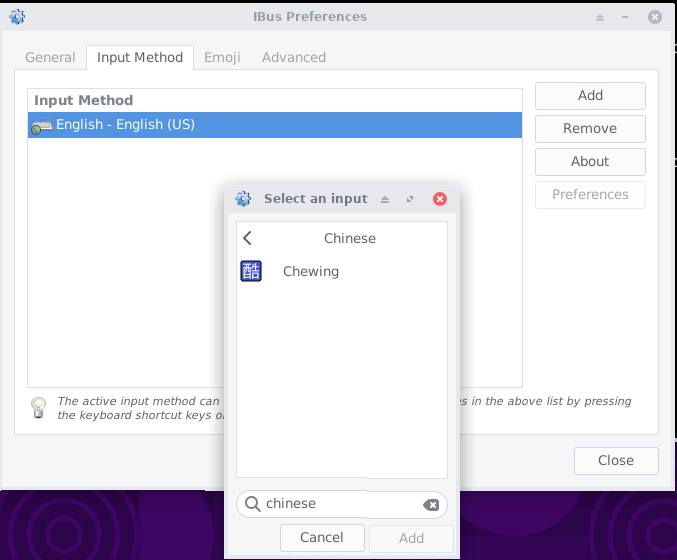 IBus Preferences
General
Input Method
Emoji
Advanced
Input Method
English - English (US)
Add
Remove
About
Preferences
Select an input
Chinese
酷
Chewing
The active input method can
s in the above list by pressing
the keyboard shortcut keys o
Close
chinese
Cancel
Add